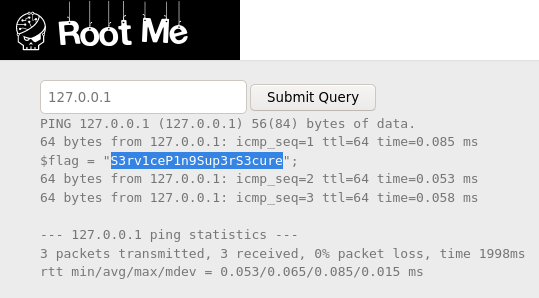 Root Me
127.0.0.1 Submit Query
PING 127.0.0.1 (127.0.0.1) 56(84) bytes of data.
64 bytes from 127.0.0.1: icmp_seq=1 ttl=64 time=0.085 ms
$flag = "S3rv1ceP1n9Sup3rS3cure";
64 bytes from 127.0.0.1: icmp_seq=2 ttl=64 time=0.053 ms
64 bytes from 127.0.0.1: icmp_seq=3 ttl=64 time=0.058 ms
--- 127.0.0.1 ping statistics ---
3 packets transmitted, 3 received, 0% packet loss, time 1998ms
rtt min/avg/max/mdev = 0.053/0.065/0.085/0.015 ms